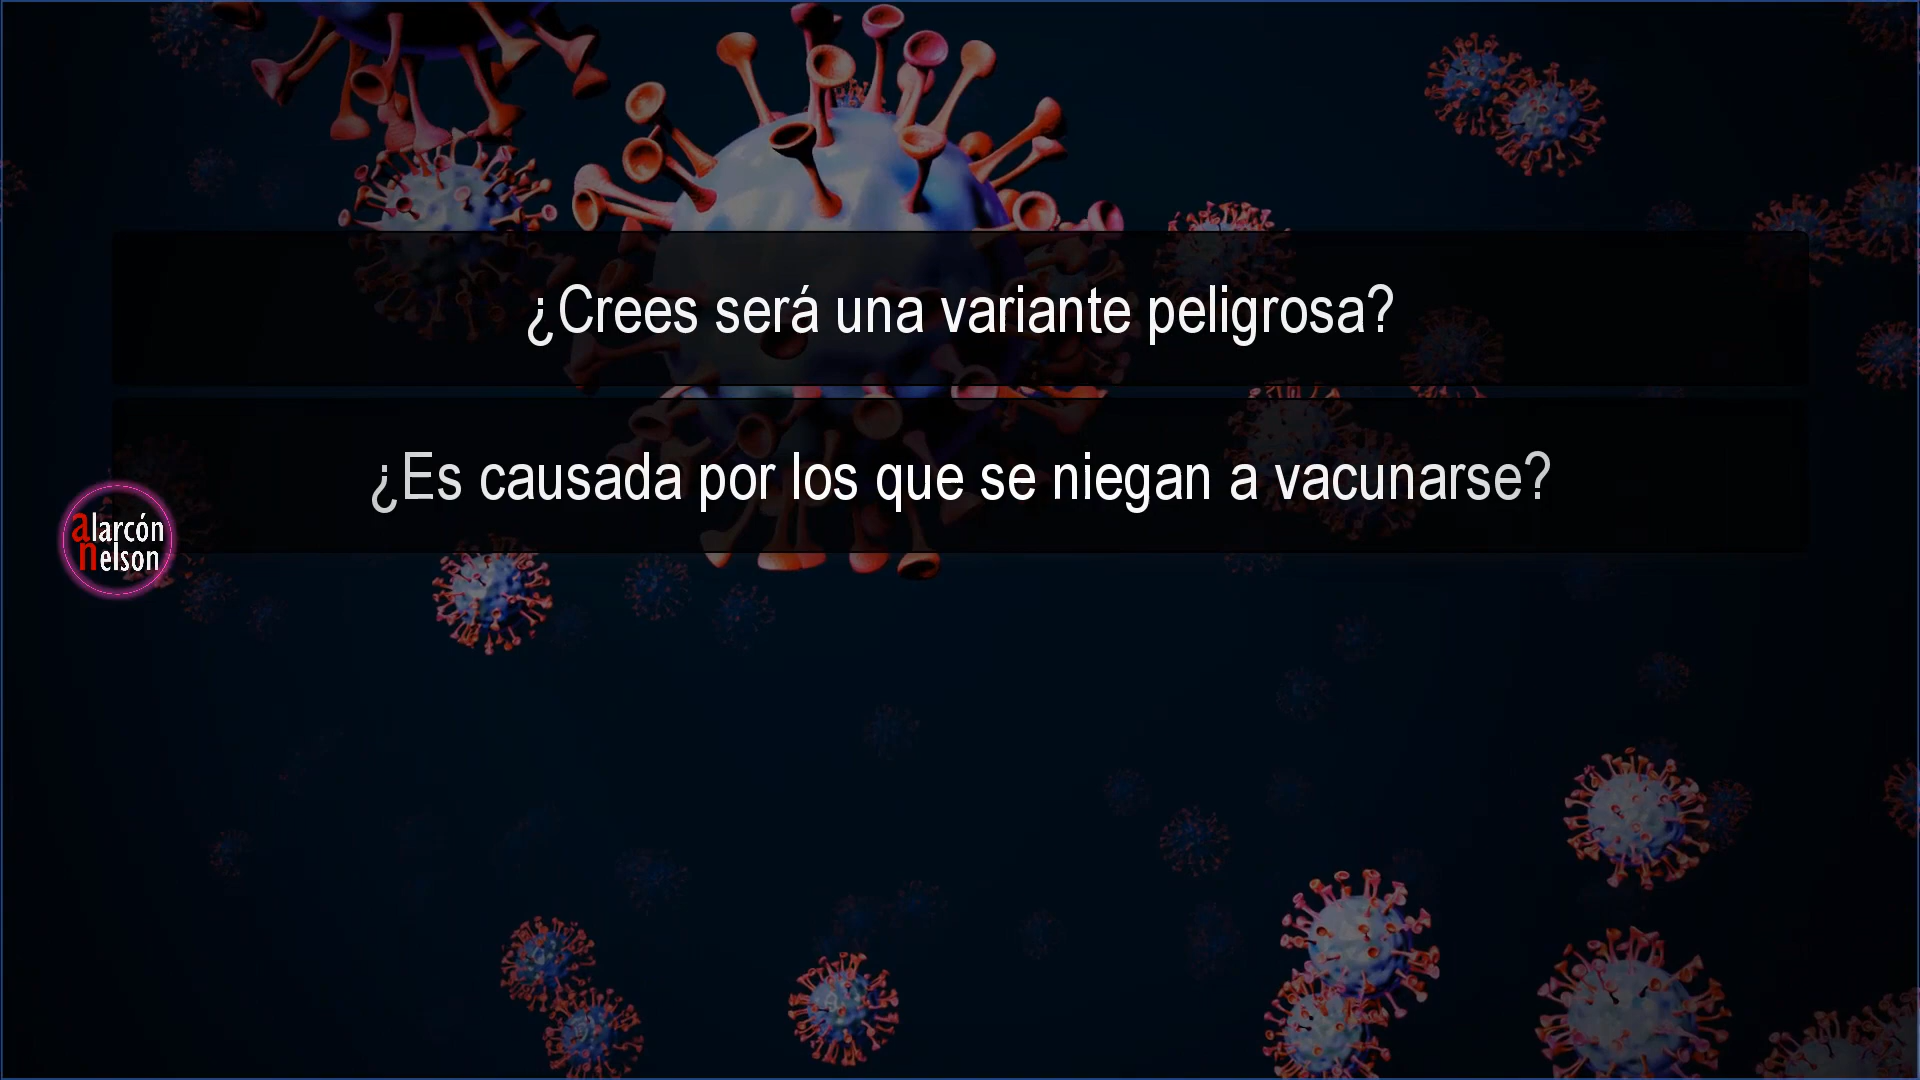 ¿Crees será una variante peligrosa?
¿Es causada por los que se niegan a vacunarse?
alarcón
nelson